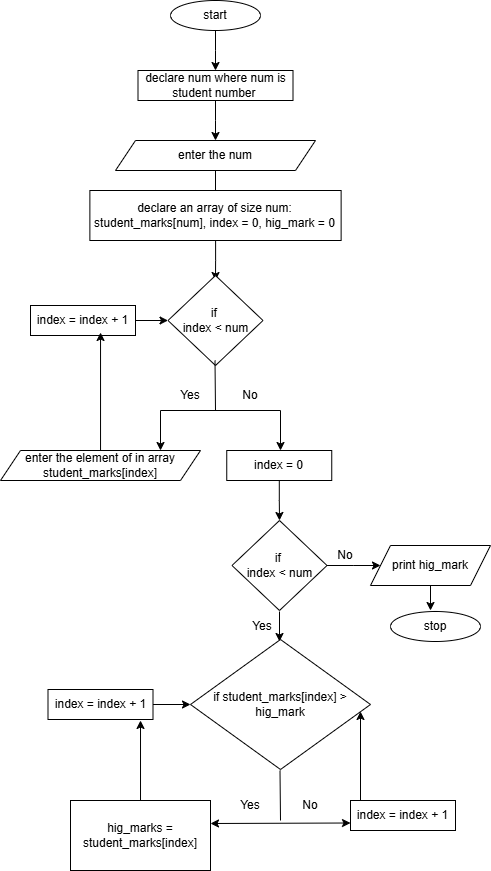 start
declare num where num is
student number
enter the num
declare an array of size num:
student_marks[num], index = 0, hig_mark = 0
index = index + 1
if
index < num
Yes
No
enter the element of in array
student_marks[index]
index = 0
if
index < num
No
print hig_mark
Yes
stop
index = index + 1
if student_marks[index] >
hig_mark
Yes
No
hig_marks =
student_marks[index]
index = index + 1